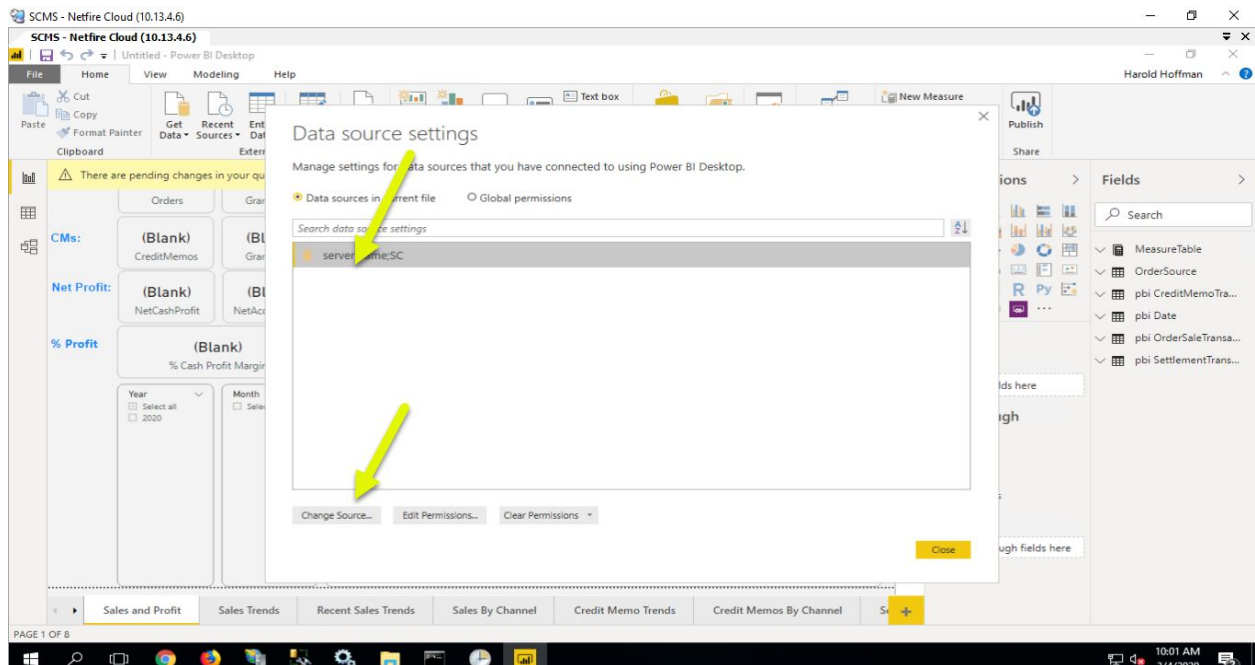 SCMS - Netfire Cloud (10.13.4.6)
SCMS - Netfire Cloud (10.13.4.6)
Untitled - Power BI Desktop
File Home View Modeling Help Harold Hoffman
Paste
Cut
Copy
Format Painter
Clipboard
Get Data
Recent Sources
Text box
New Measure
Publish
Share
There are pending changes in your
Data source settings
Manage settings for data sources that you have connected to using Power BI Desktop.
Data sources in current file Global permissions
Search data source settings
SC
Change Source... Edit Permissions... Clear Permissions
Close
Orders
CMs:
(Blank)
CreditMemos
Net Profit:
(Blank)
NetCashProfit
% Profit
(Blank)
% Cash Profit
Year
Select all
2020
Month
R Py
fields here
Fields
Search
MeasureTable
OrderSource
pbi CreditMemoTra...
pbi Date
pbi OrderSaleTransa...
pbi SettlementTrans...
Sales and Profit Sales Trends Recent Sales Trends Sales By Channel Credit Memo Trends Credit Memos By Channel
PAGE 1 OF 8
10:01 AM